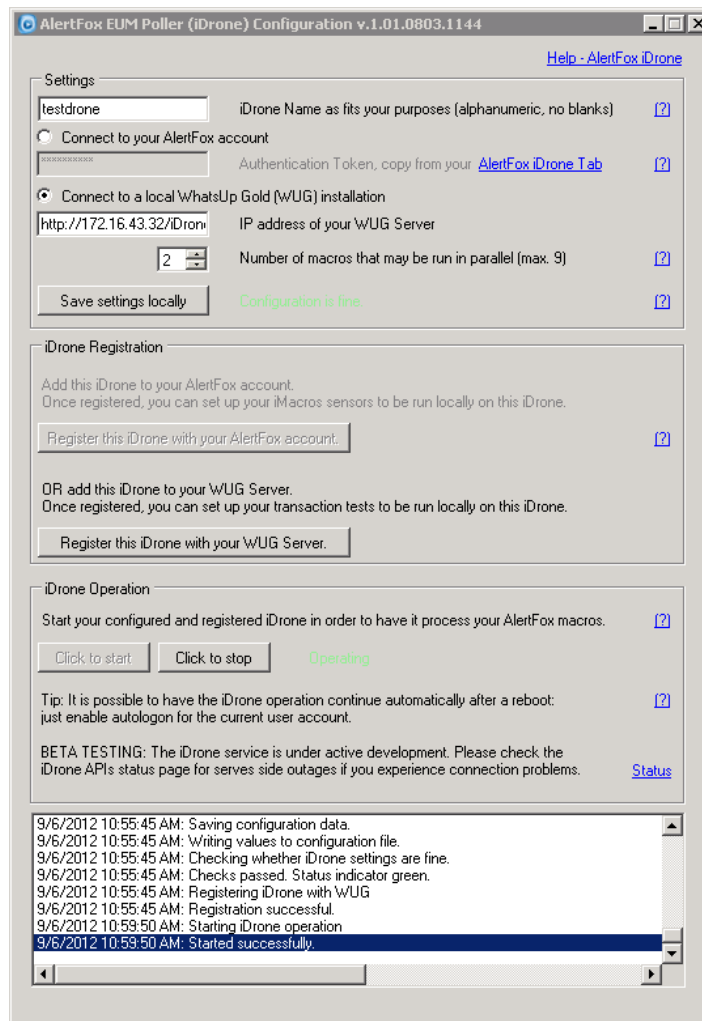 AlertFox EUM Poller (iDrone) Configuration v.1.01.0803.1144
Help - AlertFox iDrone
Settings
testdrone iDrone Name as fits your purposes (alphanumeric, no blanks) [?]
Connect to your AlertFox account
********** Authentication Token, copy from your AlertFox iDrone Tab [?]
Connect to a local WhatsUp Gold (WUG) installation
http://172.16.43.32/iDron IP address of your WUG Server
2 Number of macros that may be run in parallel (max. 9) [?]
Save settings locally Configuration is fine [?]
iDrone Registration
Add this iDrone to your AlertFox account.
Once registered, you can set up your iMacros sensors to be run locally on this iDrone.
Register this iDrone with your AlertFox account. [?]
OR add this iDrone to your WUG Server.
Once registered, you can set up your transaction tests to be run locally on this iDrone.
Register this iDrone with your WUG Server.
iDrone Operation
Start your configured and registered iDrone in order to have it process your AlertFox macros. [?]
Click to start Click to stop Operating
Tip: It is possible to have the iDrone operation continue automatically after a reboot: [?]
just enable autologon for the current user account.
BETA TESTING: The iDrone service is under active development. Please check the
iDrone APIs status page for serves side outages if you experience connection problems. Status
9/6/2012 10:55:45 AM: Saving configuration data.
9/6/2012 10:55:45 AM: Writing values to configuration file.
9/6/2012 10:55:45 AM: Checking whether iDrone settings are fine.
9/6/2012 10:55:45 AM: Checks passed. Status indicator green.
9/6/2012 10:55:45 AM: Registering iDrone with WUG
9/6/2012 10:55:45 AM: Registration successful.
9/6/2012 10:59:50 AM: Starting iDrone operation
9/6/2012 10:59:50 AM: Started successfully.